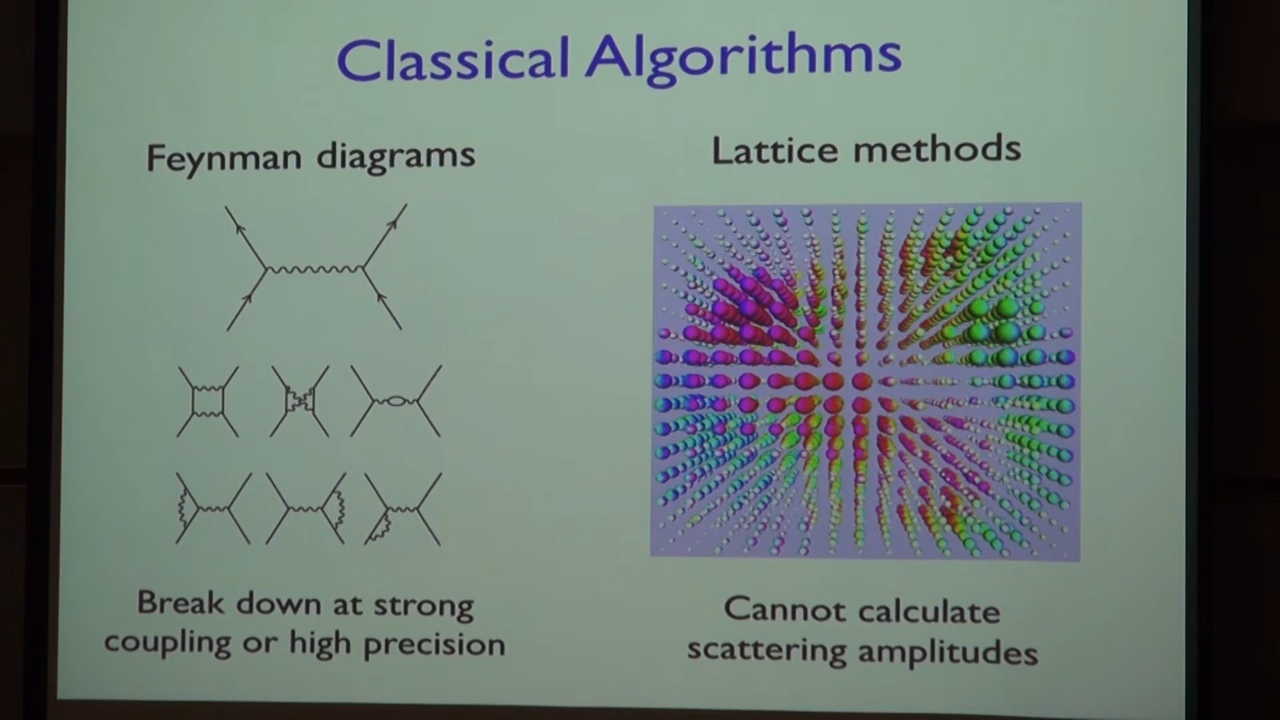 Classical Algorithms
Feynman diagrams
Break down at strong
coupling or high precision
Lattice methods
Cannot calculate
scattering amplitudes